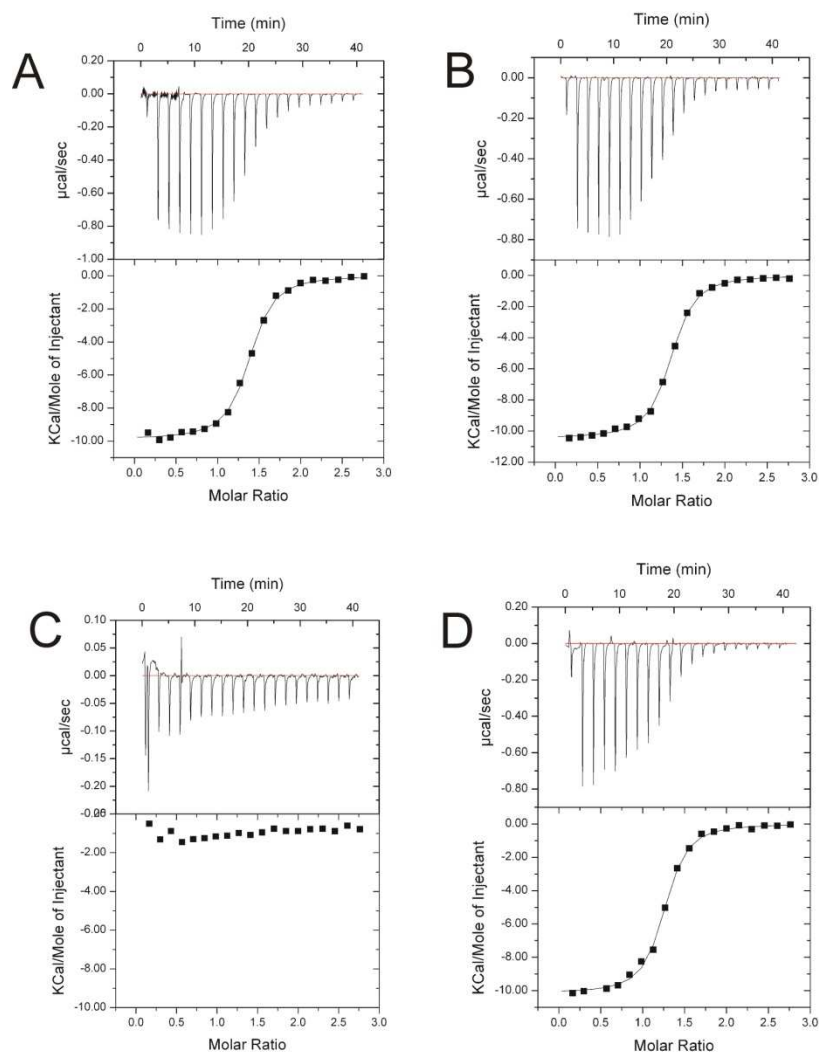 A
Time (min)
0 10 20 30 40
0.20
0.00
-0.20
-0.40
-0.60
-0.80
-1.00
µcal/sec
0.00
-2.00
-4.00
-6.00
-8.00
-10.00
KCal/Mole of Injectant
0.0 0.5 1.0 1.5 2.0 2.5 3.0
Molar Ratio
B
Time (min)
0 10 20 30 40
0.00
-0.20
-0.40
-0.60
-0.80
µcal/sec
0.00
-2.00
-4.00
-6.00
-8.00
-10.00
-12.00
KCal/Mole of Injectant
0.0 0.5 1.0 1.5 2.0 2.5 3.0
Molar Ratio
C
Time (min)
0 10 20 30 40
0.10
0.05
0.00
-0.05
-0.10
-0.15
-0.20
µcal/sec
-2.00
-4.00
-6.00
-8.00
-10.00
KCal/Mole of Injectant
0.0 0.5 1.0 1.5 2.0 2.5 3.0
Molar Ratio
D
Time (min)
0 10 20 30 40
0.20
0.00
-0.20
-0.40
-0.60
-0.80
µcal/sec
0.00
-2.00
-4.00
-6.00
-8.00
-10.00
KCal/Mole of Injectant
0.0 0.5 1.0 1.5 2.0 2.5 3.0
Molar Ratio